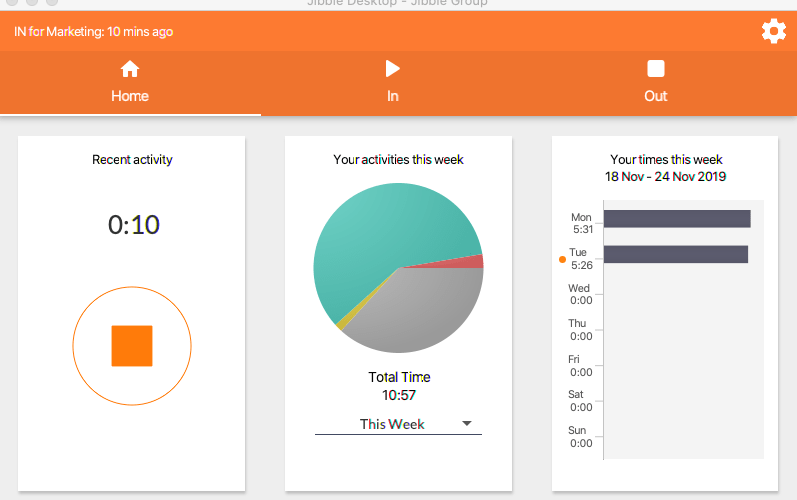 Jibble Desktop - Jibble Group
IN for Marketing: 10 mins ago
Home
In
Out
Recent activity
0:10
Your activities this week
Total Time
10:57
This Week
Your times this week
18 Nov - 24 Nov 2019
Mon
5:31
Tue
5:26
Wed
0:00
Thu
0:00
Fri
0:00
Sat
0:00
Sun
0:00